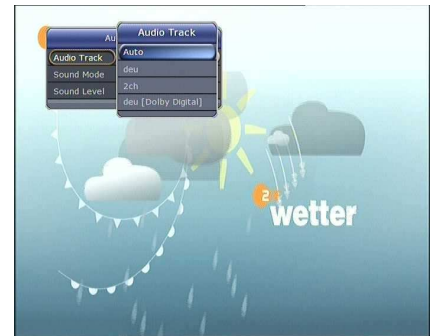 Au
Audio Track
Sound Mode
Sound Level
Audio Track
Auto
deu
2ch
deu [Dolby Digital]
2
wetter